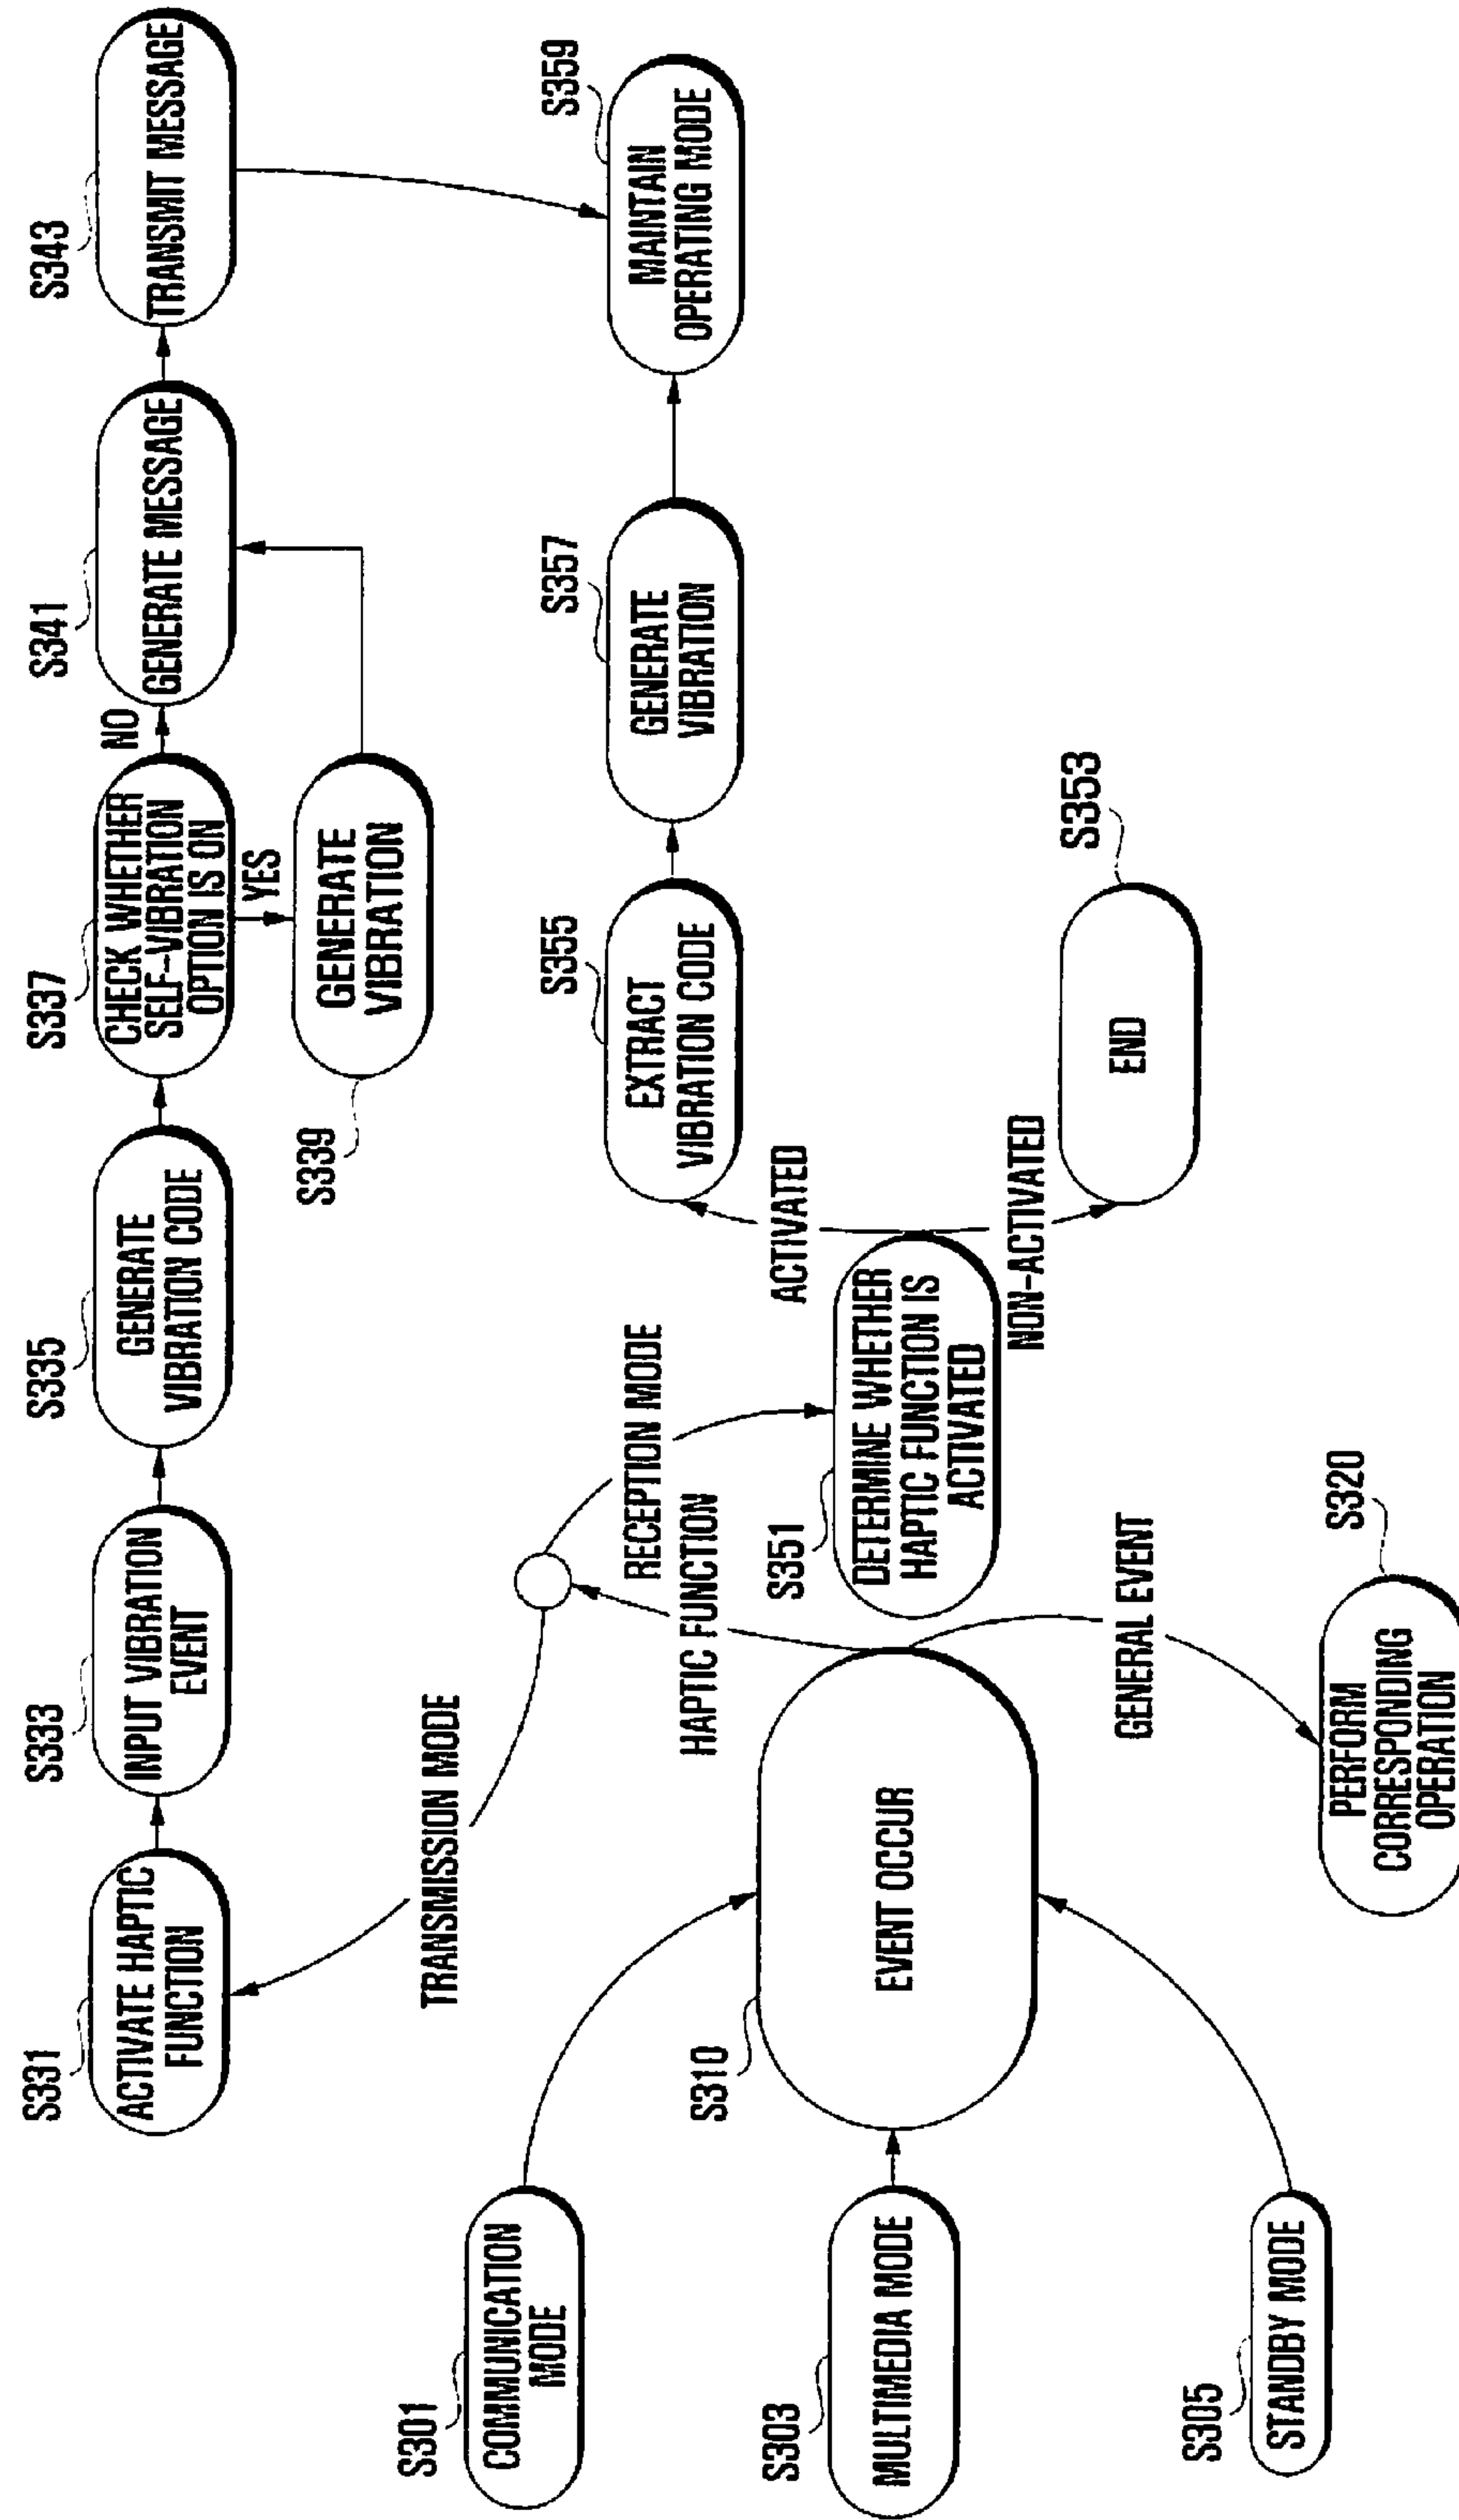 S301
COMMUNICATION
MODE
S303
MULTIMEDIA MODE
S305
STANDBY MODE
S310
EVENT OCCUR
GENERAL EVENT
S320
PERFORM
CORRESPONDING
OPERATION
HAPTIC FUNCTION
TRANSMISSION MODE
S331
ACTIVATE HAPTIC
FUNCTION
S333
INPUT VIBRATION
EVENT
S335
GENERATE
VIBRATION CODE
S337
CHECK WHETHER
SELF-VIBRATION
OPTION IS ON
NO
YES
S339
GENERATE
VIBRATION
S341
GENERATE MESSAGE
S343
TRANSMIT MESSAGE
RECEPTION MODE
S351
DETERMINE WHETHER
HAPTIC FUNCTION IS
ACTIVATED
ACTIVATED
NON-ACTIVATED
S353
END
S355
EXTRACT
VIBRATION CODE
S357
GENERATE
VIBRATION
S359
MAINTAIN
OPERATING MODE